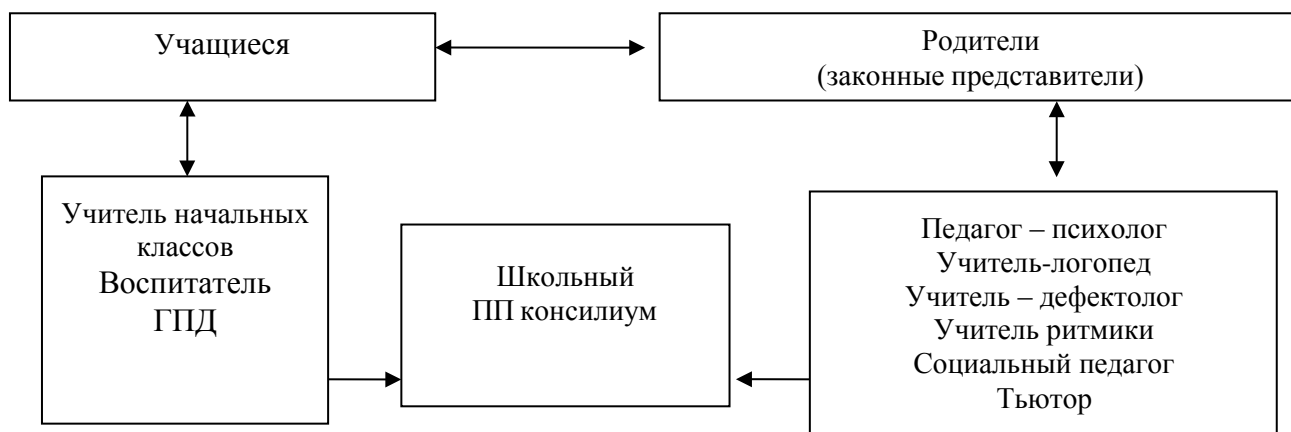 Учащиеся
Родители
(законные представители)
Учитель начальных
классов
Воспитатель
ГПД
Школьный
ПП консилиум
Педагог – психолог
Учитель-логопед
Учитель – дефектолог
Учитель ритмики
Социальный педагог
Тьютор